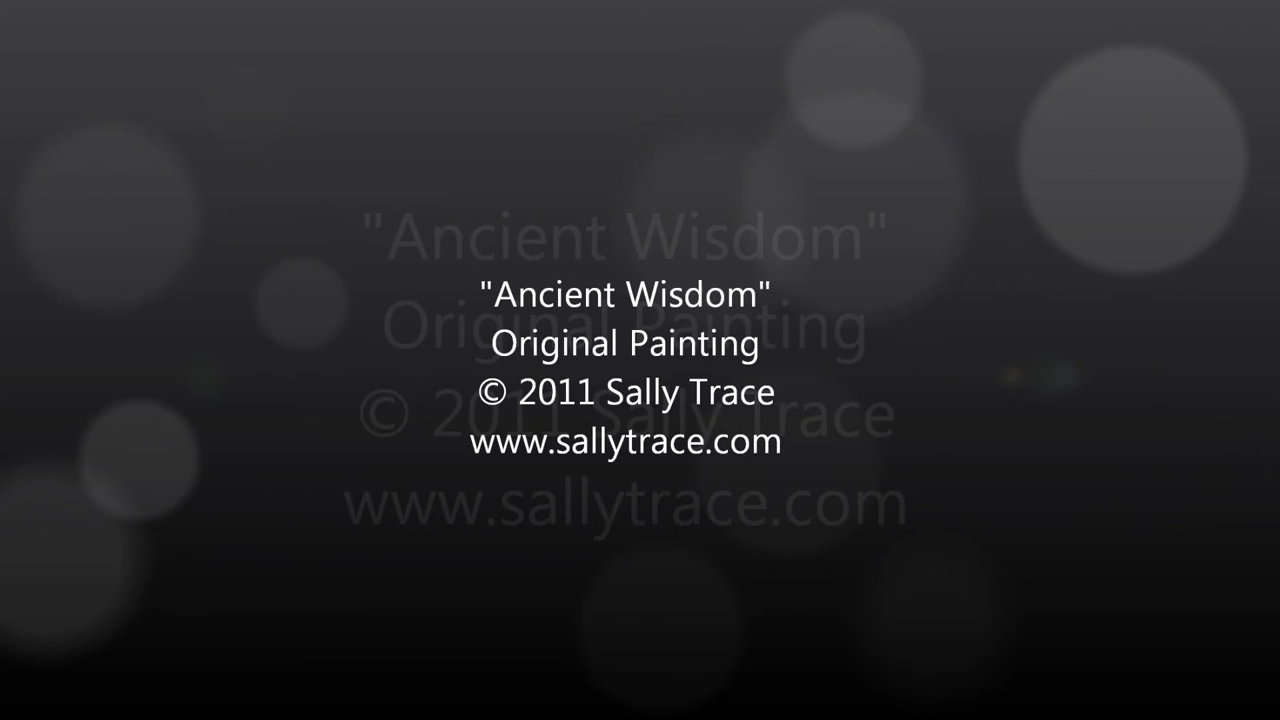 "Ancient Wisdom"
Original Painting
© 2011 Sally Trace
www.sallytrace.com